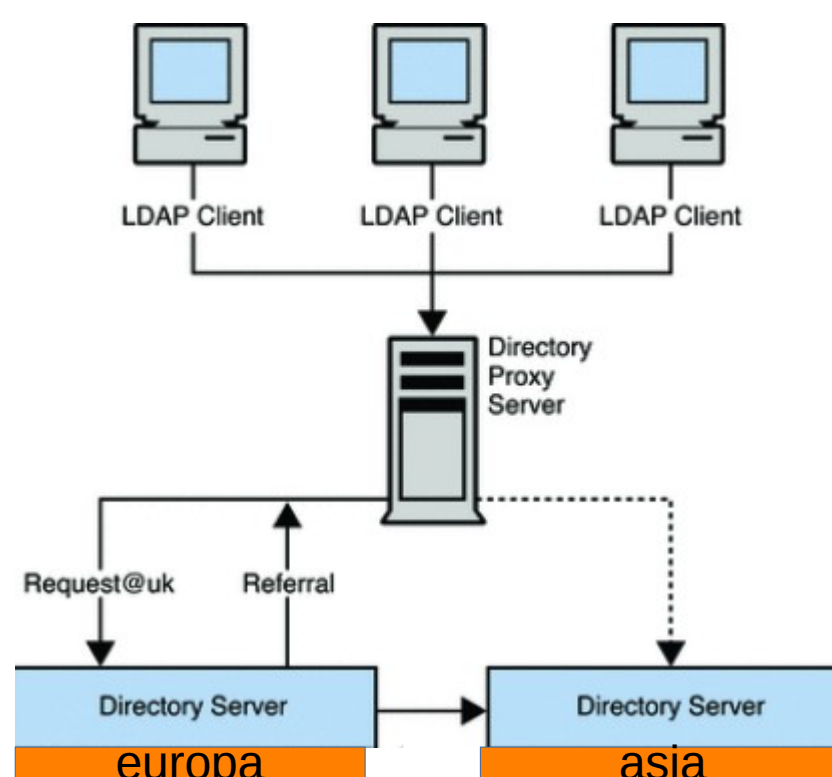 LDAP Client
LDAP Client
LDAP Client
Directory
Proxy
Server
Request@uk
Referral
Directory Server
Directory Server
europa
asia